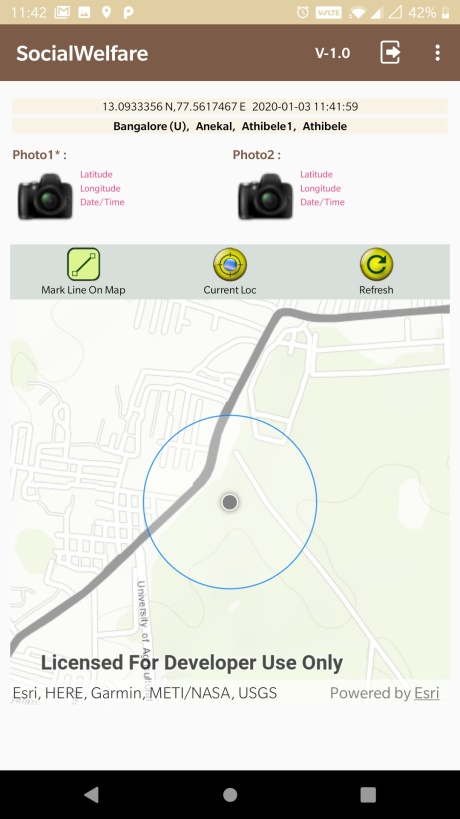 11:42 VoLTE 42%
SocialWelfare V-1.0
13.0933356 N,77.5617467 E 2020-01-03 11:41:59
Bangalore (U), Anekal, Athibele1, Athibele
Photo1* : Photo2 :
Latitude Latitude
Longitude Longitude
Date/Time Date/Time
Mark Line On Map Current Loc Refresh
University of Agricultural
Licensed For Developer Use Only
Esri, HERE, Garmin, METI/NASA, USGS Powered by Esri